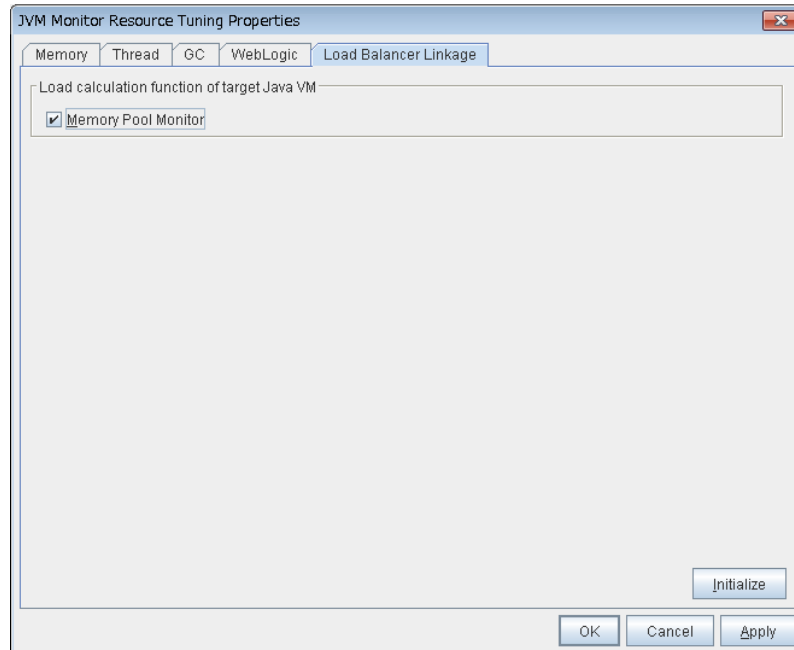 JVM Monitor Resource Tuning Properties
Memory Thread GC WebLogic Load Balancer Linkage
Load calculation function of target Java VM
Memory Pool Monitor
Initialize
OK Cancel Apply